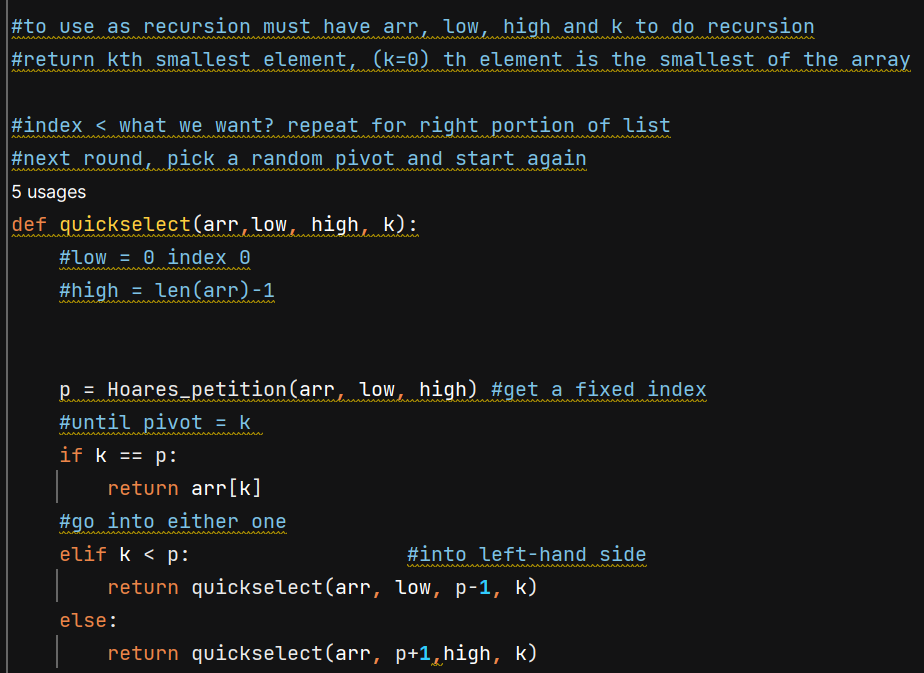 #to use as recursion must have arr, low, high and k to do recursion
#return kth smallest element, (k=0) th element is the smallest of the array
#index < what we want? repeat for right portion of list
#next round, pick a random pivot and start again
5 usages
def quickselect(arr,low, high, k):
#low = 0 index 0
#high = len(arr)-1
p = Hoares_petition(arr, low, high) #get a fixed index
#until pivot = k
if k == p:
return arr[k]
#go into either one
elif k < p: #into left-hand side
return quickselect(arr, low, p-1, k)
else:
return quickselect(arr, p+1,high, k)